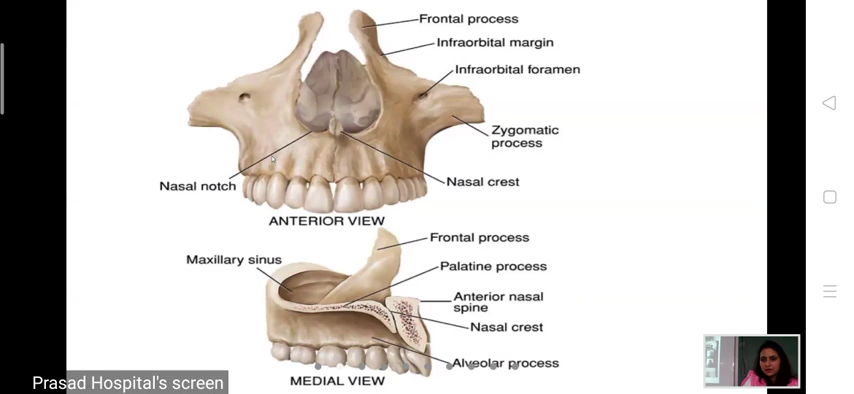 Frontal process
Infraorbital margin
Infraorbital foramen
Zygomatic
process
Nasal notch
Nasal crest
ANTERIOR VIEW
Frontal process
Maxillary sinus
Palatine process
Anterior nasal
spine
Nasal crest
Alveolar process
MEDIAL VIEW
Prasad Hospital's screen